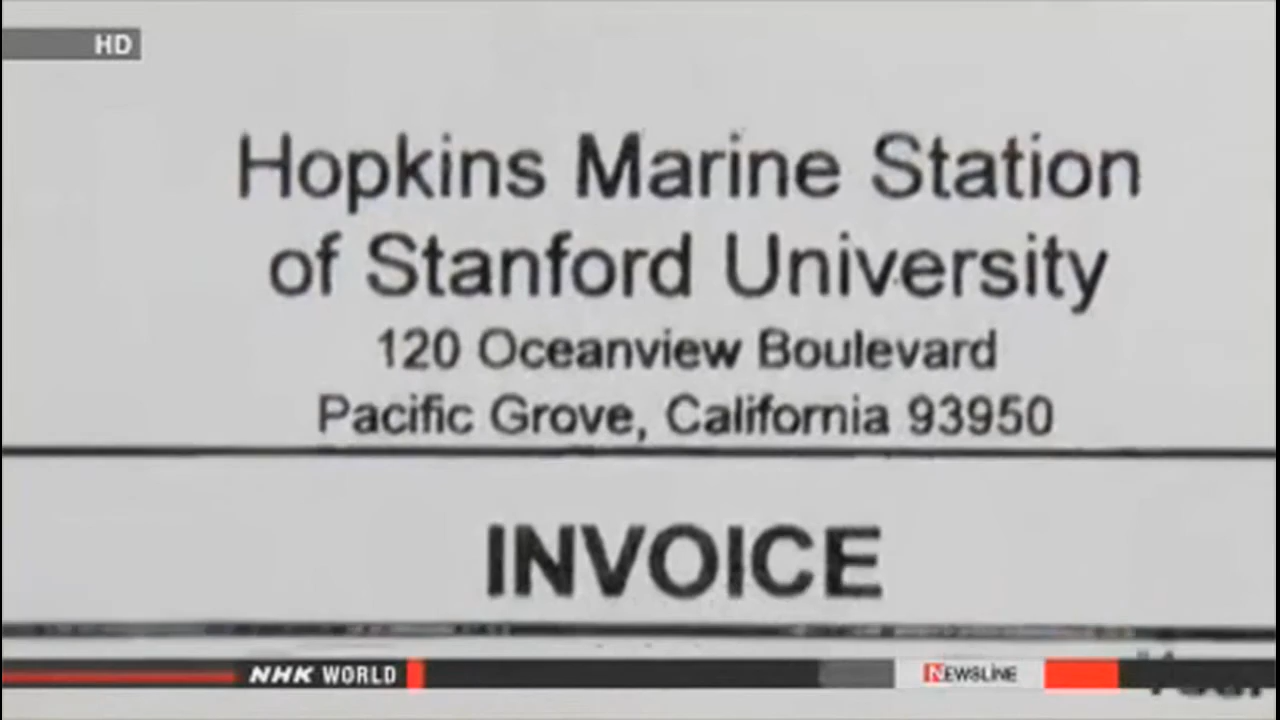 HD
Hopkins Marine Station
of Stanford University
120 Oceanview Boulevard
Pacific Grove, California 93950
INVOICE
NHK WORLD
NEWSLINE